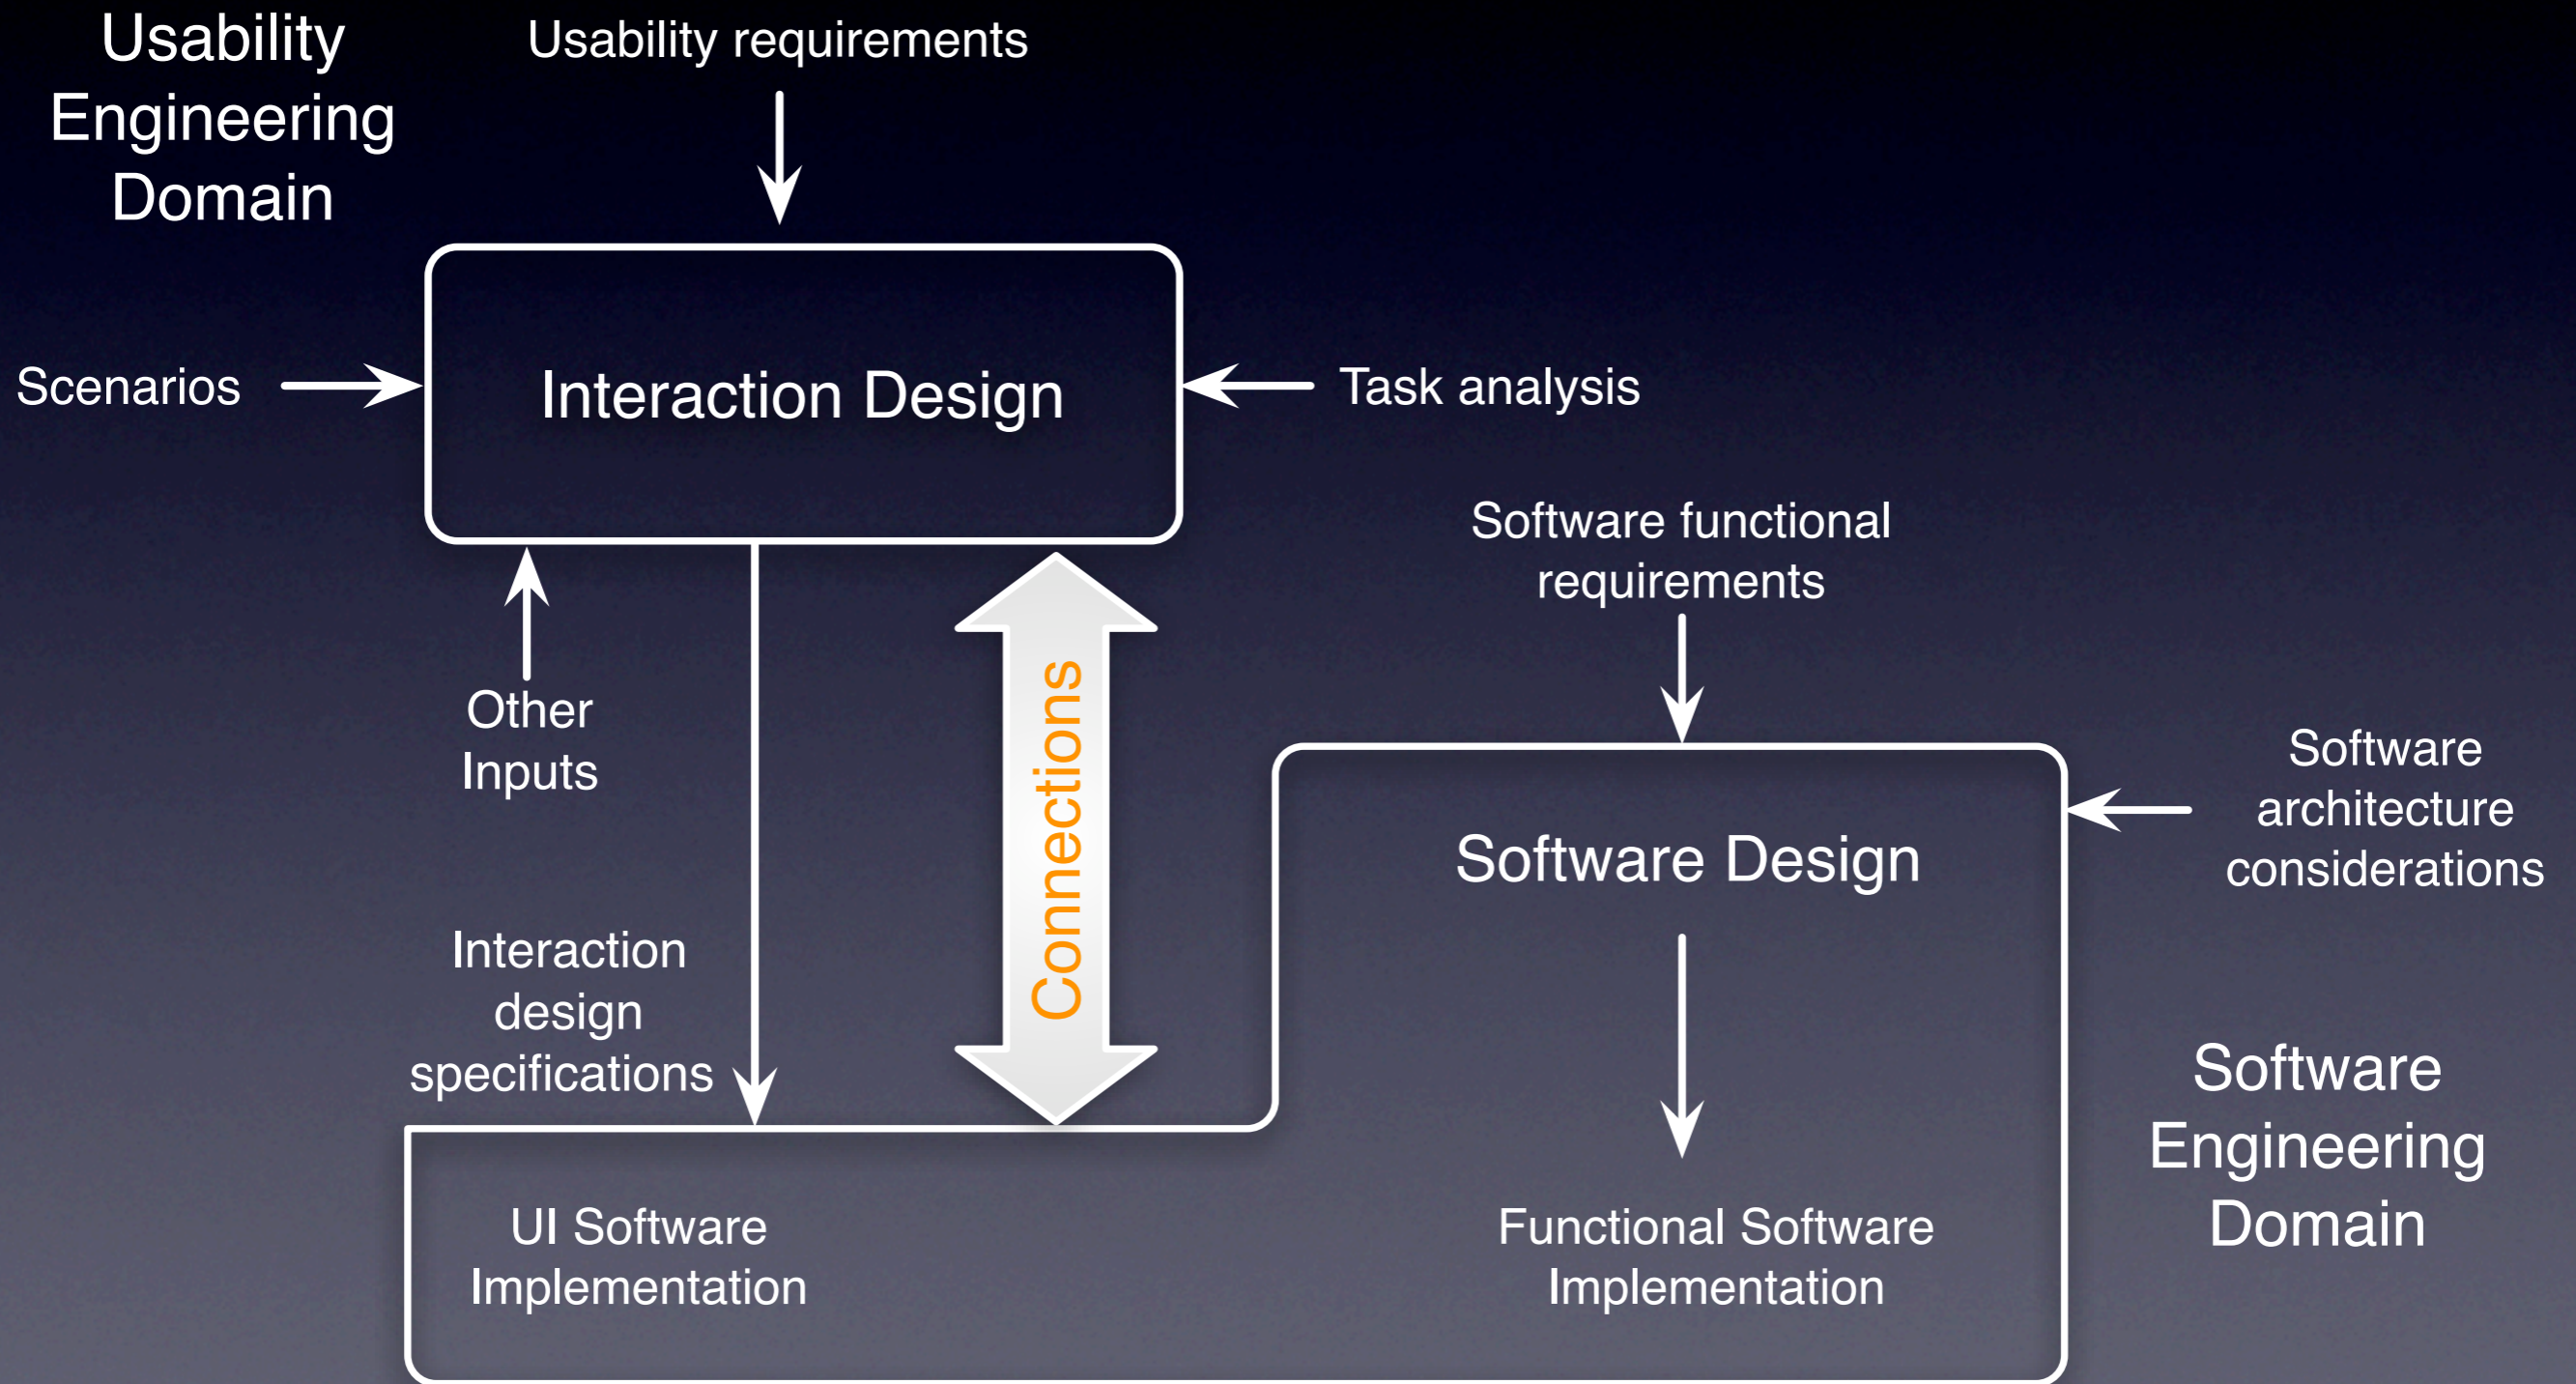 Usability
Engineering
Domain
Usability requirements
Scenarios
Interaction Design
Task analysis
Software functional
requirements
Other
Inputs
Connections
Software
architecture
considerations
Software Design
Interaction
design
specifications
Software
Engineering
Domain
UI Software
Implementation
Functional Software
Implementation